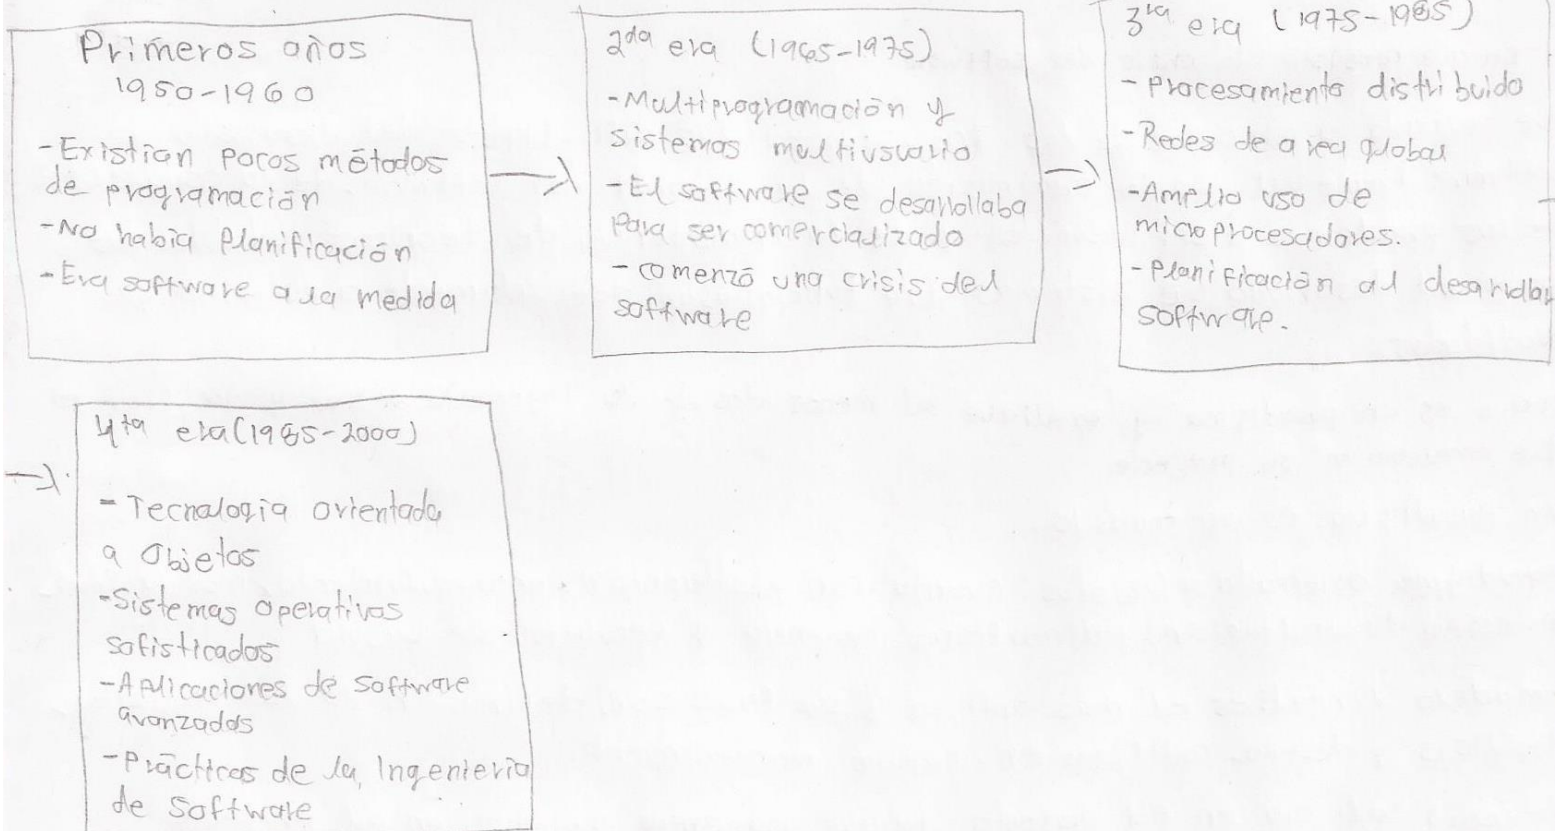 Primeros años
1950-1960
-Existian pocos métodos
de programación
-No había planificación
-Era software a la medida
2da era (1965-1975)
-Multiprogramación y
sistemas multiusuario
-El software se desarrollaba
para ser comercializado
-comenzó una crisis del
software
3ra era (1975-1985)
-Procesamiento distribuido
-Redes de area global
-Amplio uso de
microprocesadores.
-Planificación al desarrollar
software.
4ta era (1985-2000)
-Tecnologia orientada
a Objetos
-Sistemas operativos
sofisticados
-Aplicaciones de software
avanzadas
-Prácticas de la Ingenieria
de software